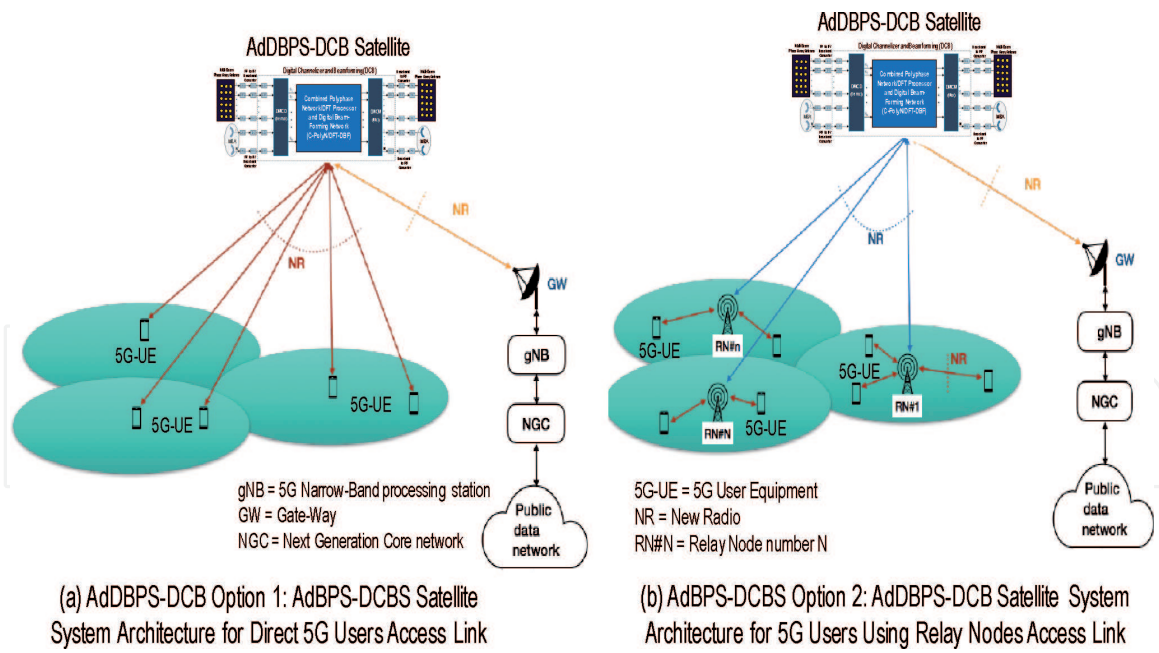 AdDBPS-DCB Satellite
Digital Channelizer and Beamforming (DCB)
Combined Polyphase
Network/DFT Processor
and Digital Beam-
Forming Network
(C-PolyN/DFT-DBF)
NR
NR
GW
5G-UE
5G-UE
5G-UE
gNB
NGC
Public
data
network
gNB = 5G Narrow-Band processing station
GW = Gate-Way
NGC = Next Generation Core network
(a) AdDBPS-DCB Option 1: AdBPS-DCBS Satellite
System Architecture for Direct 5G Users Access Link
AdDBPS-DCB Satellite
Digital Channelizer and Beamforming (DCB)
Combined Polyphase
Network/DFT Processor
and Digital Beam-
Forming Network
(C-PolyN/DFT-DBF)
NR
NR
GW
5G-UE
RN#n
5G-UE
NR
RN#1
RN#N
5G-UE
gNB
NGC
Public
data
network
5G-UE = 5G User Equipment
NR = New Radio
RN#N = Relay Node number N
(b) AdBPS-DCBS Option 2: AdDBPS-DCB Satellite System
Architecture for 5G Users Using Relay Nodes Access Link